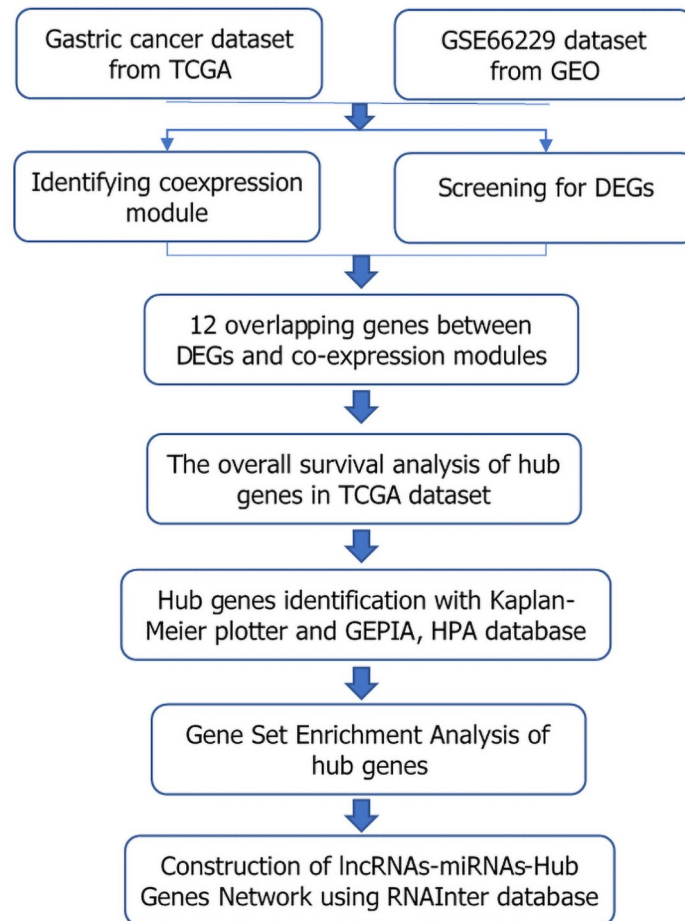 Gastric cancer dataset
from TCGA
GSE66229 dataset
from GEO
Identifying coexpression
module
Screening for DEGs
12 overlapping genes between
DEGs and co-expression modules
The overall survival analysis of hub
genes in TCGA dataset
Hub genes identification with Kaplan-
Meier plotter and GEPIA, HPA database
Gene Set Enrichment Analysis of
hub genes
Construction of lncRNAs-miRNAs-Hub
Genes Network using RNAInter database